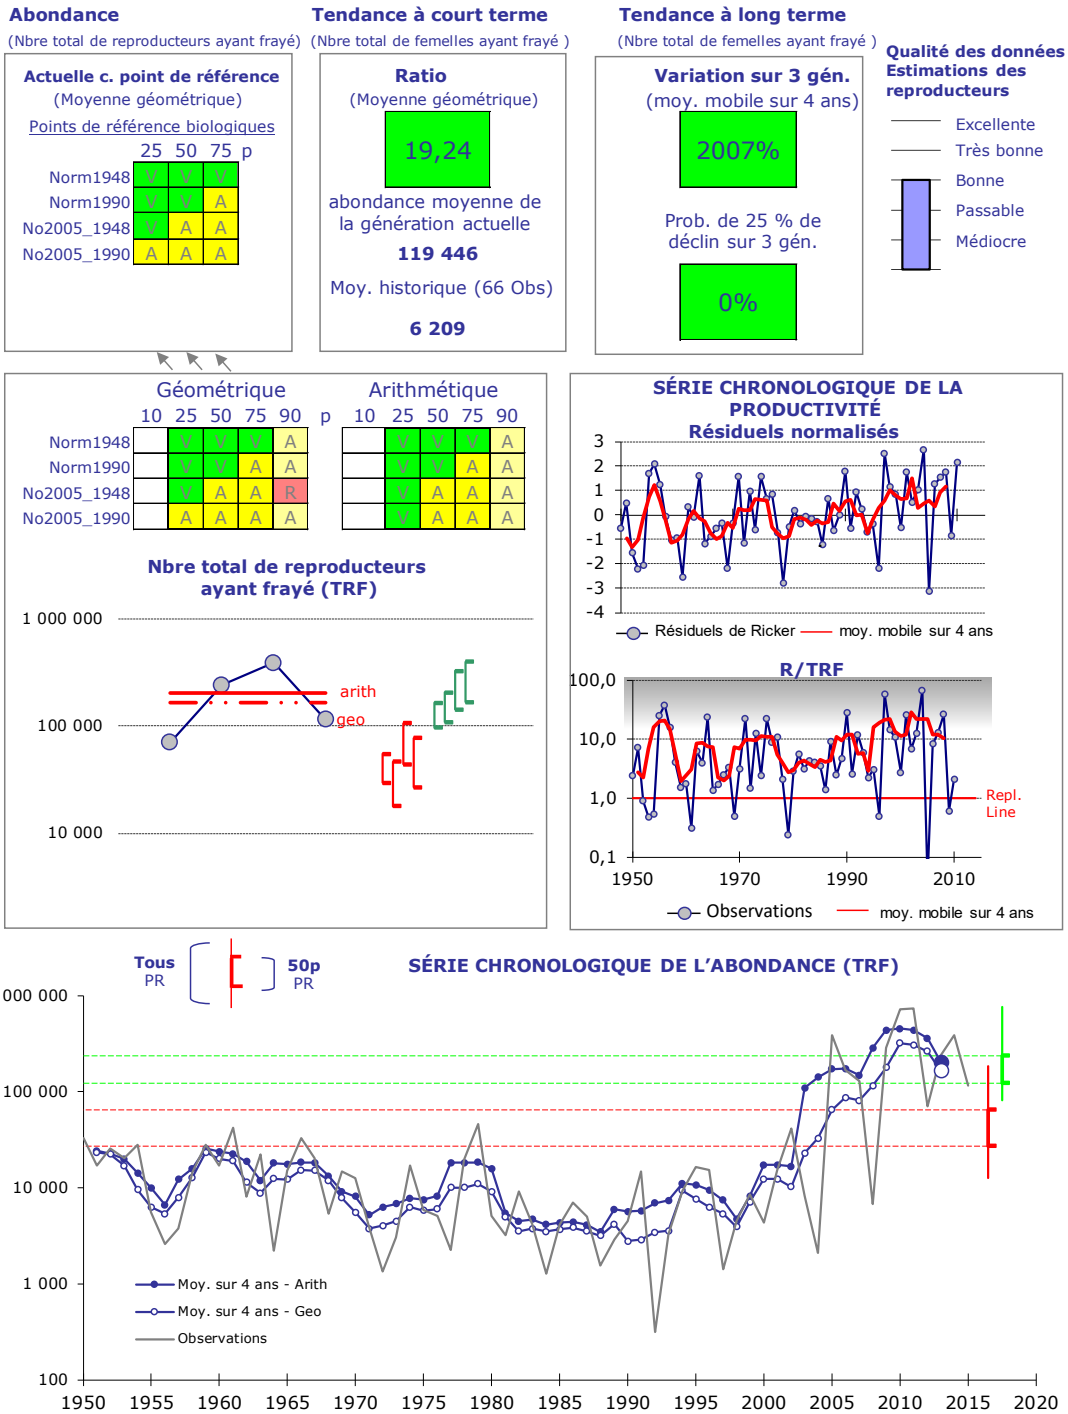 Abondance
(Nbre total de reproducteurs ayant frayé)
Actuelle c. point de référence
(Moyenne géométrique)
Points de référence biologiques
25 50 75 p
Norm1948 V V V
Norm1990 V V A
No2005_1948 V A A
No2005_1990 A A A
Tendance à court terme
(Nbre total de femelles ayant frayé )
Ratio
(Moyenne géométrique)
19,24
abondance moyenne de
la génération actuelle
119 446
Moy. historique (66 Obs)
6 209
Tendance à long terme
(Nbre total de femelles ayant frayé )
Variation sur 3 gén.
(moy. mobile sur 4 ans)
2007%
Prob. de 25 % de
déclin sur 3 gén.
0%
Qualité des données
Estimations des
reproducteurs
Excellente
Très bonne
Bonne
Passable
Médiocre
Géométrique Arithmétique
10 25 50 75 90 p 10 25 50 75 90
Norm1948 V V V A V V V A
Norm1990 V V A A V V A A
No2005_1948 V A A R V A A A
No2005_1990 A A A A V A A A
Nbre total de reproducteurs
ayant frayé (TRF)
1 000 000
100 000
10 000
arith
geo
SÉRIE CHRONOLOGIQUE DE LA
PRODUCTIVITÉ
Résiduels normalisés
3
2
1
0
-1
-2
-3
-4
Résiduels de Ricker moy. mobile sur 4 ans
R/TRF
100,0
10,0
1,0
0,1
Repl.
Line
1950 1970 1990 2010
Observations moy. mobile sur 4 ans
Tous
PR
50p
PR
SÉRIE CHRONOLOGIQUE DE L’ABONDANCE (TRF)
000 000
100 000
10 000
1 000
100
Moy. sur 4 ans - Arith
Moy. sur 4 ans - Geo
Observations
1950 1955 1960 1965 1970 1975 1980 1985 1990 1995 2000 2005 2010 2015 2020